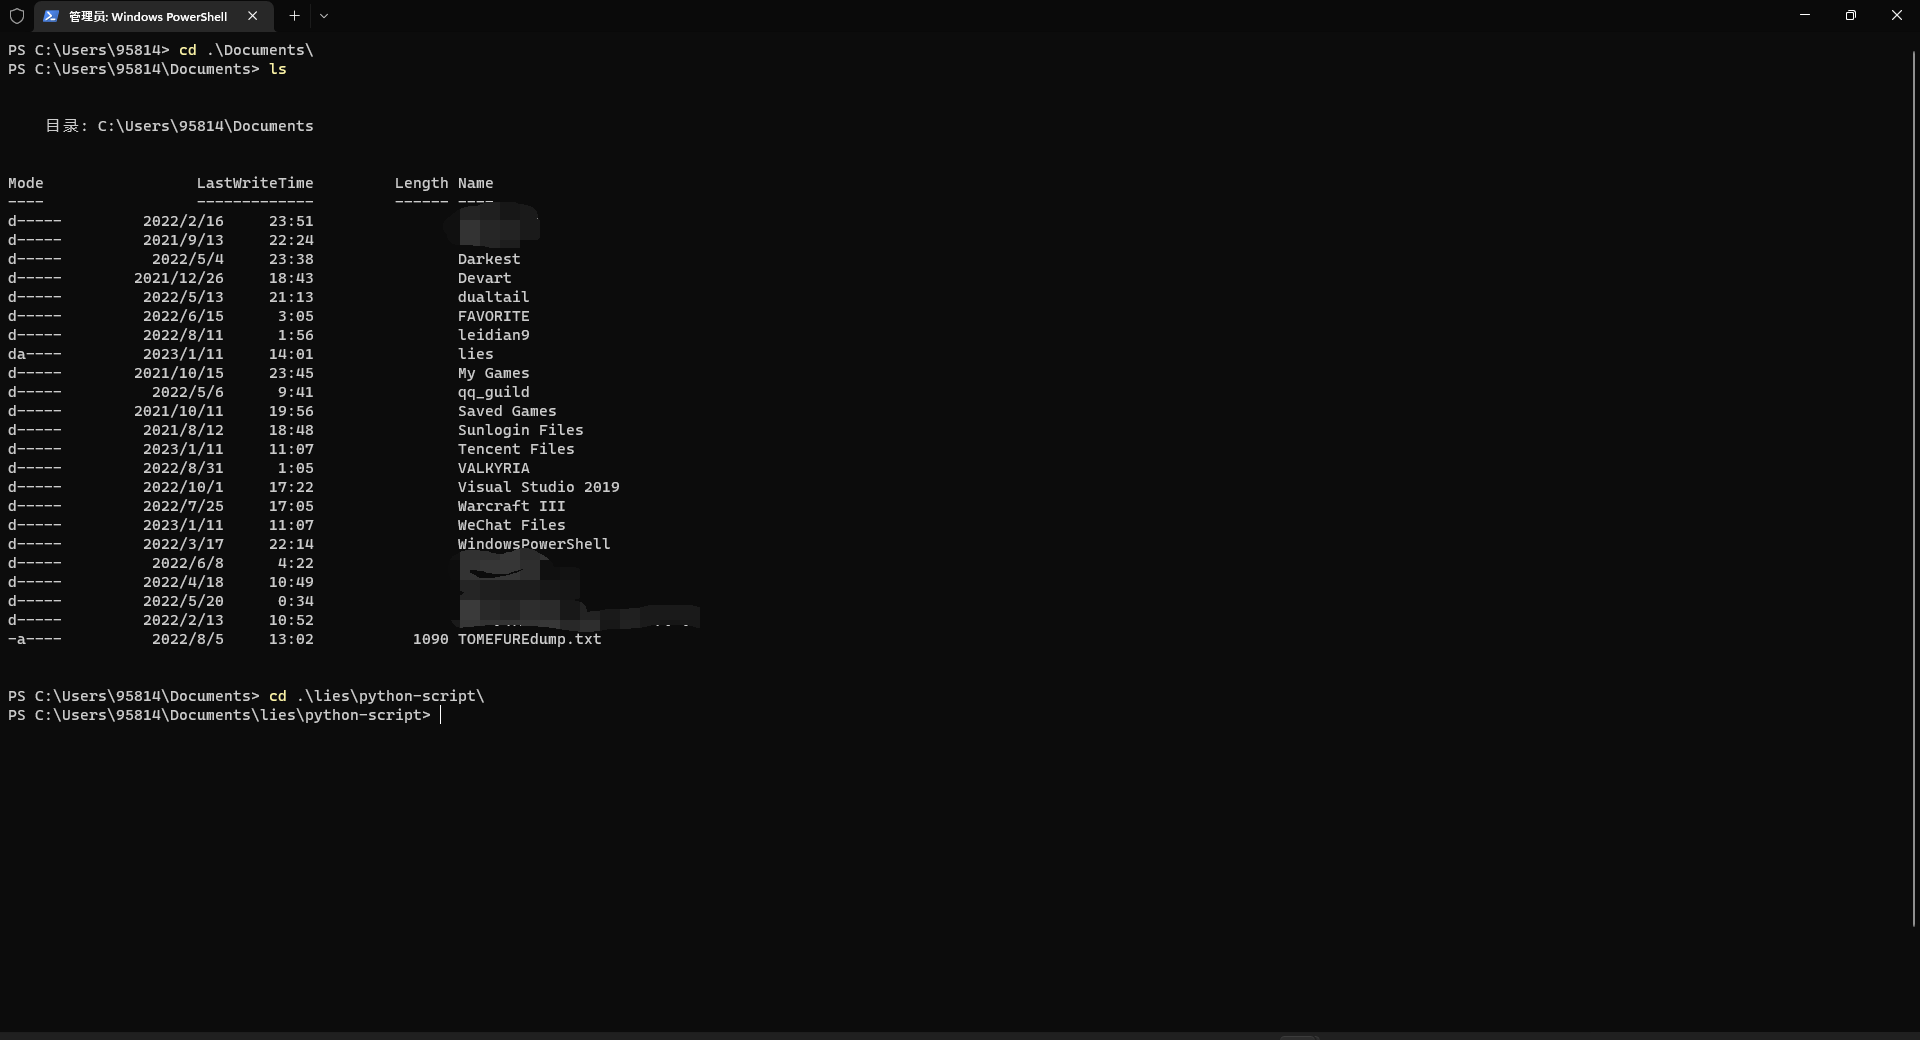 管理员: Windows PowerShell
PS C:\Users\95814> cd .\Documents\
PS C:\Users\95814\Documents> ls
目录: C:\Users\95814\Documents
Mode                 LastWriteTime         Length Name
----                 -------------         ------ ----
d-----         2022/2/16     23:51
d-----         2021/9/13     22:24
d-----          2022/5/4     23:38                Darkest
d-----        2021/12/26     18:43                Devart
d-----         2022/5/13     21:13                dualtail
d-----         2022/6/15      3:05                FAVORITE
d-----         2022/8/11      1:56                leidian9
da----         2023/1/11     14:01                lies
d-----        2021/10/15     23:45                My Games
d-----          2022/5/6      9:41                qq_guild
d-----        2021/10/11     19:56                Saved Games
d-----         2021/8/12     18:48                Sunlogin Files
d-----         2023/1/11     11:07                Tencent Files
d-----         2022/8/31      1:05                VALKYRIA
d-----         2022/10/1     17:22                Visual Studio 2019
d-----         2022/7/25     17:05                Warcraft III
d-----         2023/1/11     11:07                WeChat Files
d-----         2022/3/17     22:14                WindowsPowerShell
d-----          2022/6/8      4:22
d-----         2022/4/18     10:49
d-----         2022/5/20      0:34
d-----         2022/2/13     10:52
-a----          2022/8/5     13:02           1090 TOMEFUREdump.txt
PS C:\Users\95814\Documents> cd .\lies\python-script\
PS C:\Users\95814\Documents\lies\python-script>